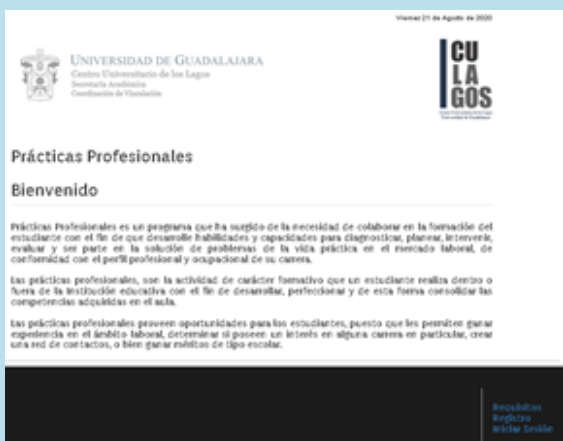 Viernes 21 de Agosto de 2020
UNIVERSIDAD DE GUADALAJARA
Centro Universitario de los Lagos
Secretaría Académica
Coordinación de Vinculación
CU
LA
GOS
Centro Universitario de los Lagos
Universidad de Guadalajara
Prácticas Profesionales
Bienvenido
Prácticas Profesionales es un programa que ha surgido de la necesidad de colaborar en la formación del
estudiante con el fin de que desarrolle habilidades y capacidades para diagnosticar, planear, intervenir,
evaluar y ser parte en la solución de problemas de la vida práctica en el mercado laboral, de
conformidad con el perfil profesional y ocupacional de su carrera.
Las prácticas profesionales, son la actividad de carácter formativo que un estudiante realiza dentro o
fuera de la institución educativa con el fin de desarrollar, perfeccionar y de esta forma consolidar las
competencias adquiridas en el aula.
Las prácticas profesionales proveen oportunidades para los estudiantes, puesto que les permiten ganar
experiencia en el ámbito laboral, determinar si poseen un interés en alguna carrera en particular, crear
una red de contactos, o bien ganar méritos de tipo escolar.
Requisitos
Registro
Iniciar Sesión